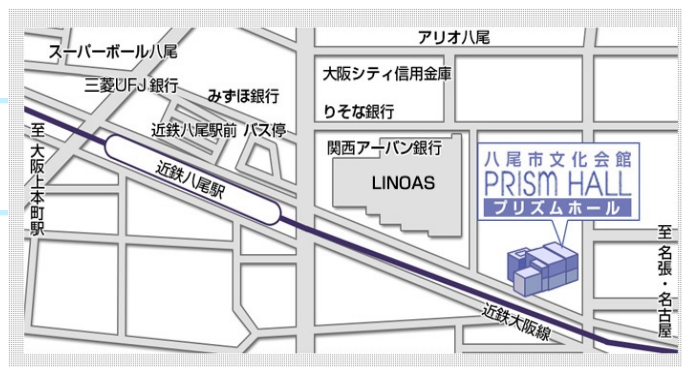 アリオ八尾
スーパーボール八尾
三菱UFJ銀行
みずほ銀行
大阪シティ信用金庫
りそな銀行
近鉄八尾駅前 バス停
関西アーバン銀行
LINOAS
八尾市文化会館
PRISM HALL
プリズムホール
至大阪上本町駅
近鉄八尾駅
至 名張・名古屋
近鉄大阪線